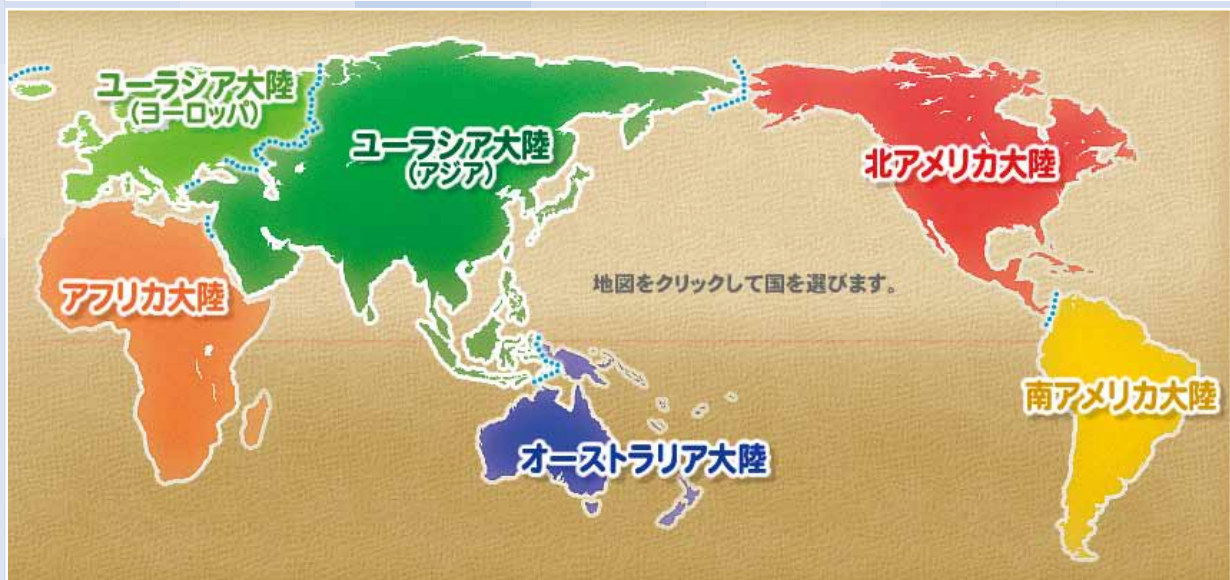 ユーラシア大陸
(ヨーロッパ)
ユーラシア大陸
(アジア)
北アメリカ大陸
地図をクリックして国を選びます。
アフリカ大陸
南アメリカ大陸
オーストラリア大陸